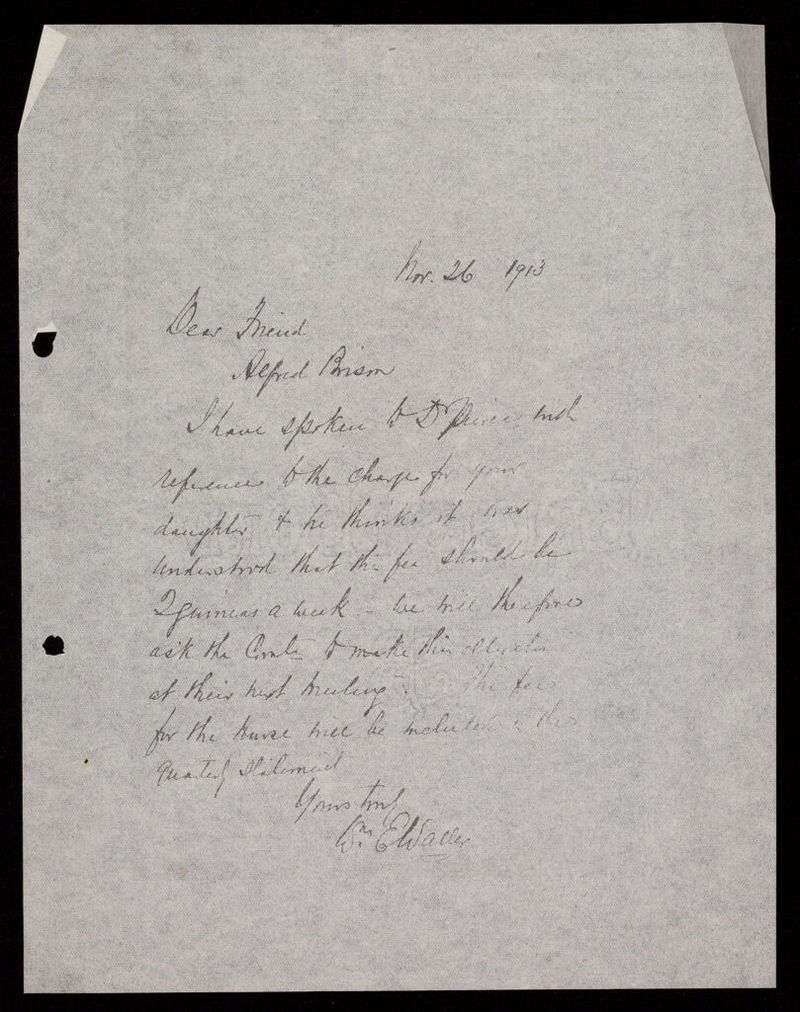 Nov. 26 1913
Dear Friend
Alfred Brison
I have spoken to Dr Pierce with
reference to the charge for your
daughter & he thinks it was
understood that the fee should be
2 guineas a week - we will therefore
ask the Comte to make this alteration
at their next meeting. The fees
for the nurse will be included in the
Quarterly Statement
Yours truly
Wm E Waller